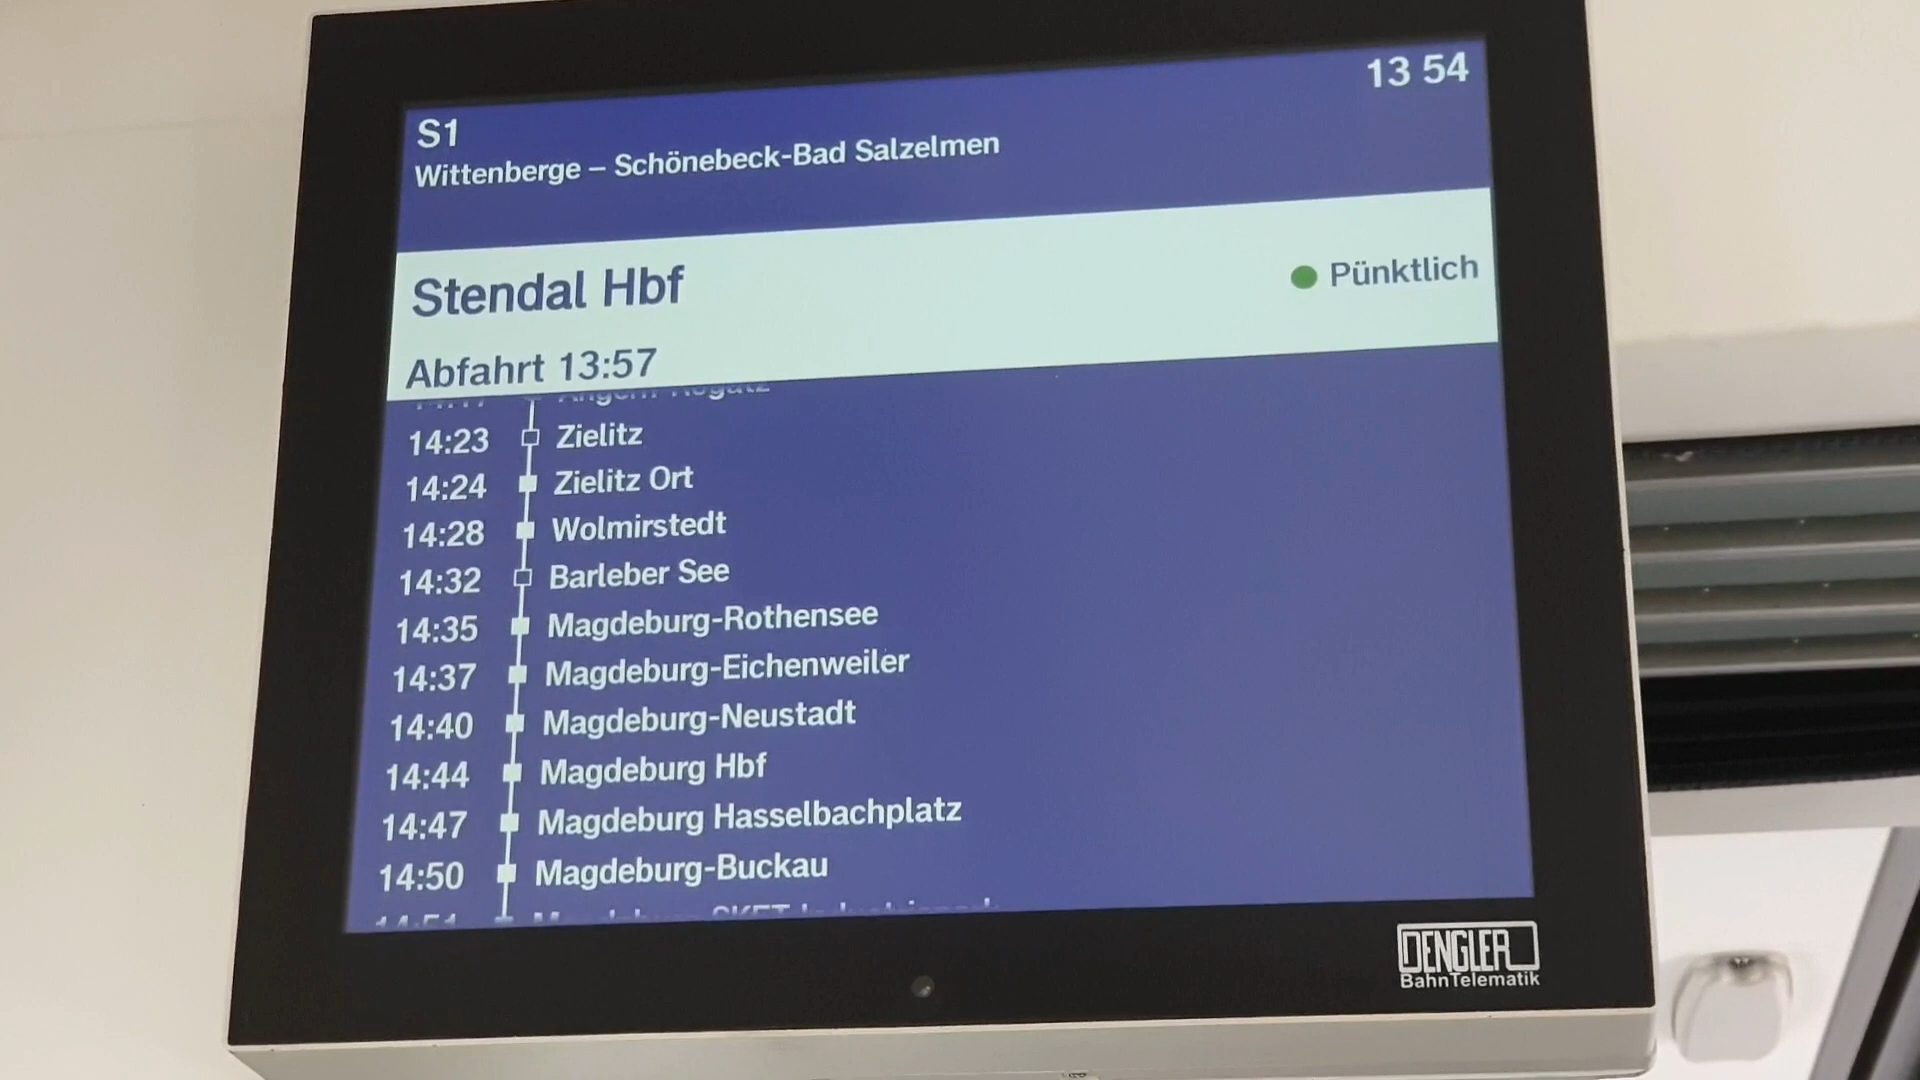 13 54
S1
Wittenberge – Schönebeck-Bad Salzelmen
Stendal Hbf
Pünktlich
Abfahrt 13:57
14:23 Zielitz
14:24 Zielitz Ort
14:28 Wolmirstedt
14:32 Barleber See
14:35 Magdeburg-Rothensee
14:37 Magdeburg-Eichenweiler
14:40 Magdeburg-Neustadt
14:44 Magdeburg Hbf
14:47 Magdeburg Hasselbachplatz
14:50 Magdeburg-Buckau
DENGLER
BahnTelematik